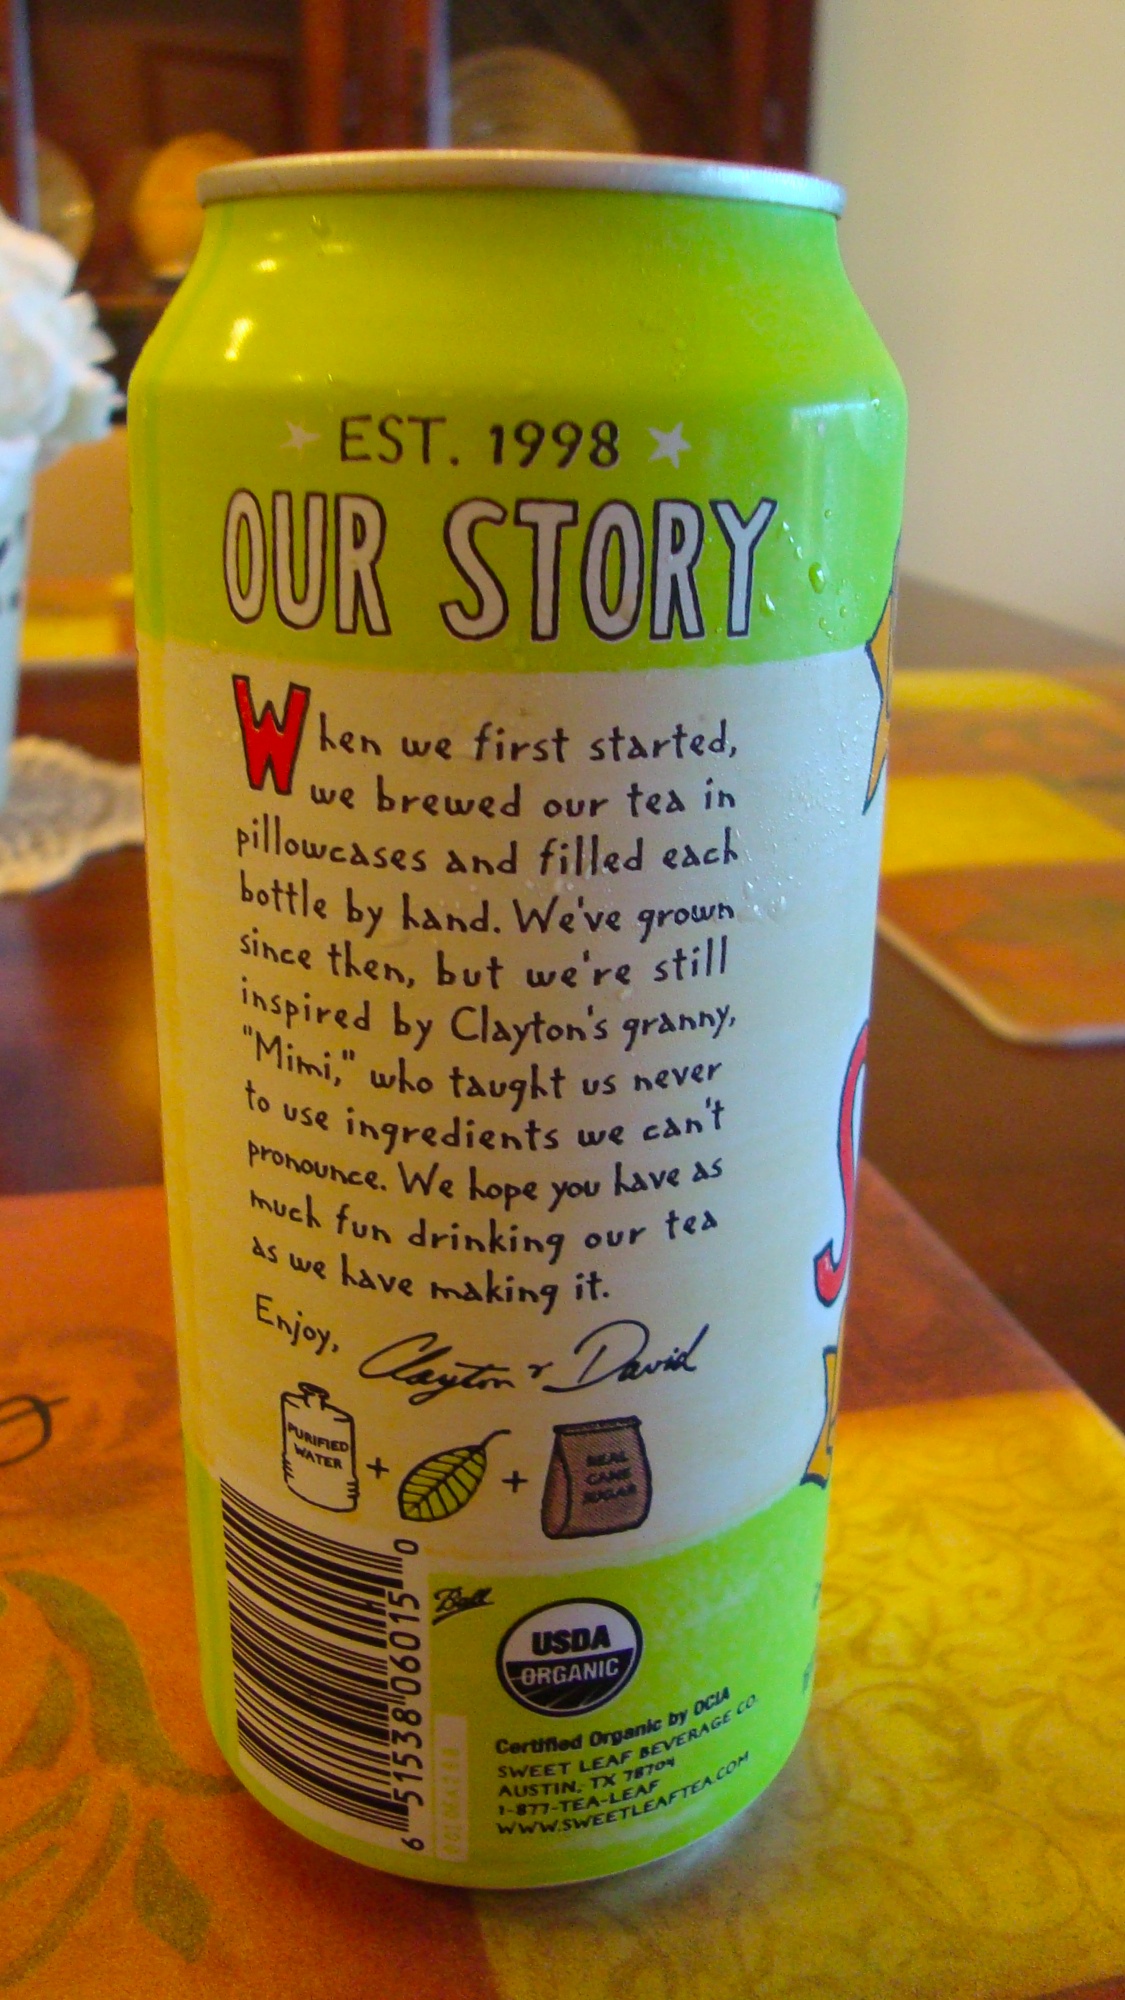 EST. 1998
OUR STORY
When we first started,
we brewed our tea in
pillowcases and filled each
bottle by hand. We've grown
since then, but we're still
inspired by Clayton's granny,
"Mimi," who taught us never
to use ingredients we can't
pronounce. We hope you have as
much fun drinking our tea
as we have making it.
Enjoy, Clayton & David
PURIFIED
WATER
+
+
REAL
CANE
SUGAR
6 51538 06015 0
Ball
USDA
ORGANIC
Certified Organic by OCIA
SWEET LEAF BEVERAGE CO.
AUSTIN, TX 78704
1-877-TEA-LEAF
WWW.SWEETLEAFTEA.COM